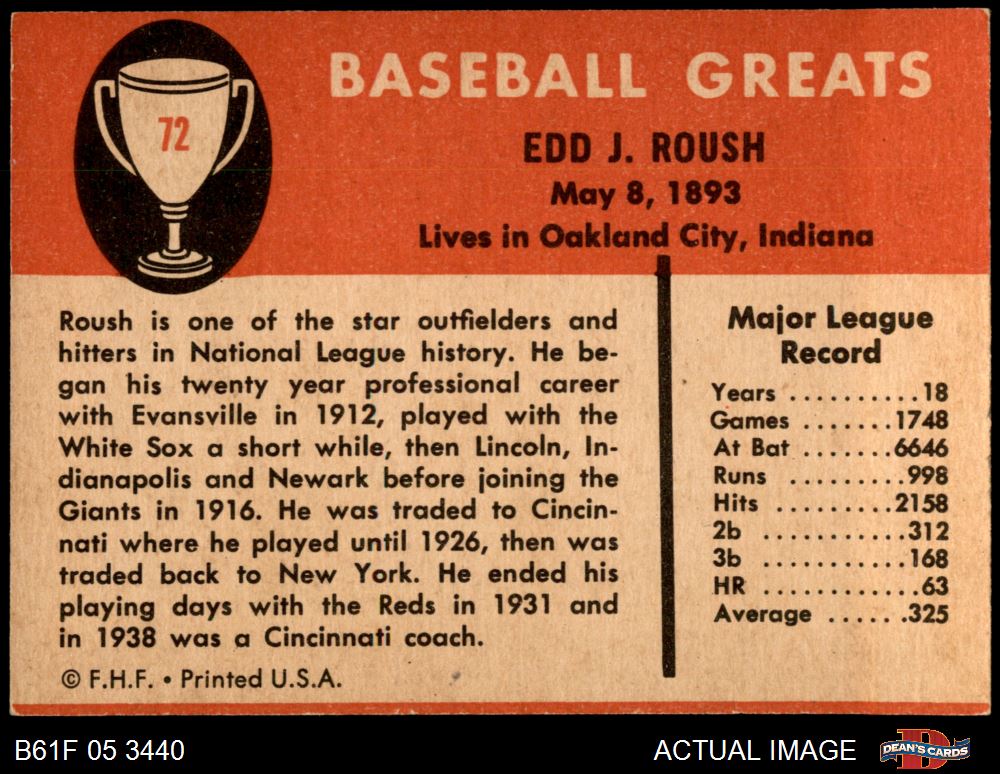 72
BASEBALL GREATS
EDD J. ROUSH
May 8, 1893
Lives in Oakland City, Indiana
Roush is one of the star outfielders and
hitters in National League history. He be-
gan his twenty year professional career
with Evansville in 1912, played with the
White Sox a short while, then Lincoln, In-
dianapolis and Newark before joining the
Giants in 1916. He was traded to Cincin-
nati where he played until 1926, then was
traded back to New York. He ended his
playing days with the Reds in 1931 and
in 1938 was a Cincinnati coach.
© F.H.F. • Printed U.S.A.
Major League
Record
Years ..........18
Games .......1748
At Bat .......6646
Runs .........998
Hits .........2158
2b ...........312
3b ...........168
HR ............63
Average ......325
B61F 05 3440
ACTUAL IMAGE
D
DEAN'S CARDS